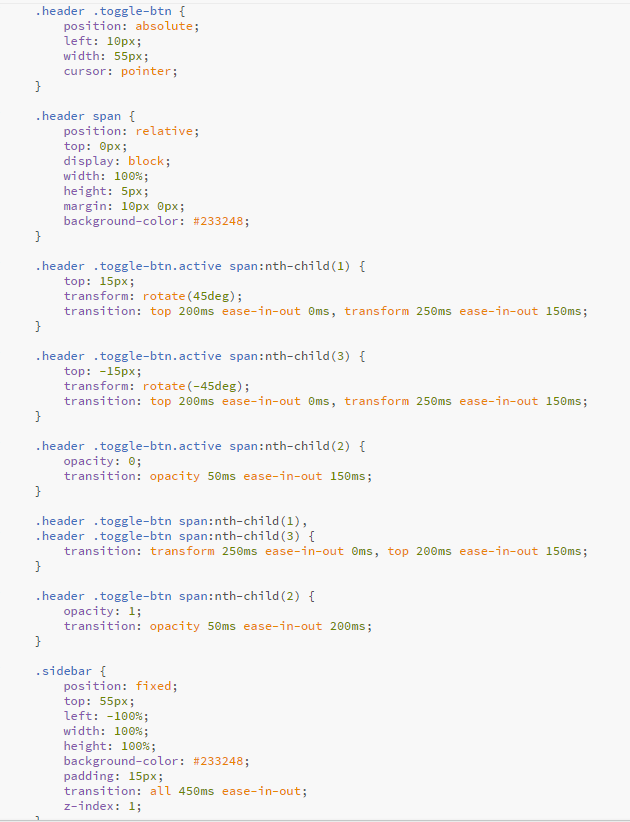 .header .toggle-btn {
    position: absolute;
    left: 10px;
    width: 55px;
    cursor: pointer;
}

.header span {
    position: relative;
    top: 0px;
    display: block;
    width: 100%;
    height: 5px;
    margin: 10px 0px;
    background-color: #233248;
}

.header .toggle-btn.active span:nth-child(1) {
    top: 15px;
    transform: rotate(45deg);
    transition: top 200ms ease-in-out 0ms, transform 250ms ease-in-out 150ms;
}

.header .toggle-btn.active span:nth-child(3) {
    top: -15px;
    transform: rotate(-45deg);
    transition: top 200ms ease-in-out 0ms, transform 250ms ease-in-out 150ms;
}

.header .toggle-btn.active span:nth-child(2) {
    opacity: 0;
    transition: opacity 50ms ease-in-out 150ms;
}

.header .toggle-btn span:nth-child(1),
.header .toggle-btn span:nth-child(3) {
    transition: transform 250ms ease-in-out 0ms, top 200ms ease-in-out 150ms;
}

.header .toggle-btn span:nth-child(2) {
    opacity: 1;
    transition: opacity 50ms ease-in-out 200ms;
}

.sidebar {
    position: fixed;
    top: 55px;
    left: -100%;
    width: 100%;
    height: 100%;
    background-color: #233248;
    padding: 15px;
    transition: all 450ms ease-in-out;
    z-index: 1;
}